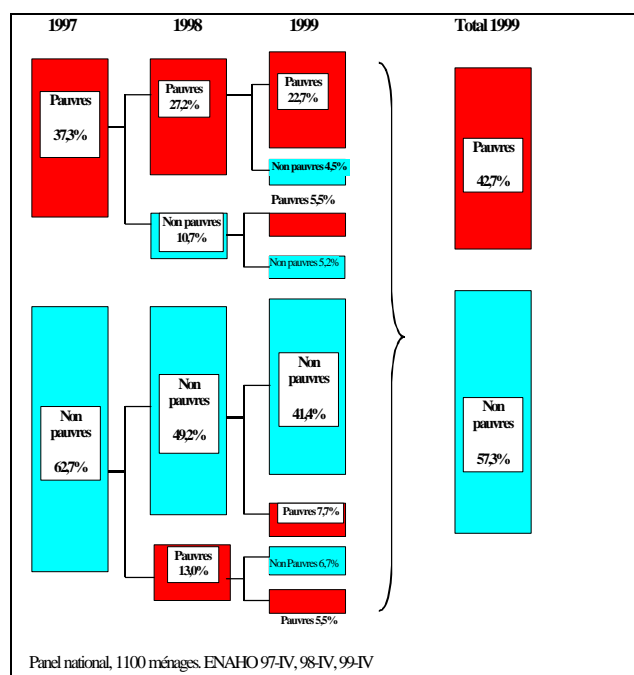 1997 1998 1999 Total 1999
Pauvres
37,3%
Pauvres
27,2%
Pauvres
22,7%
Non pauvres 4,5%
Pauvres 5,5%
Non pauvres
10,7%
Non pauvres 5,2%
Pauvres
42,7%
Non
pauvres
62,7%
Non
pauvres
49,2%
Non
pauvres
41,4%
Pauvres 7,7%
Pauvres
13,0%
Non Pauvres 6,7%
Pauvres 5,5%
Non
pauvres
57,3%
Panel national, 1100 ménages. ENAHO 97-IV, 98-IV, 99-IV